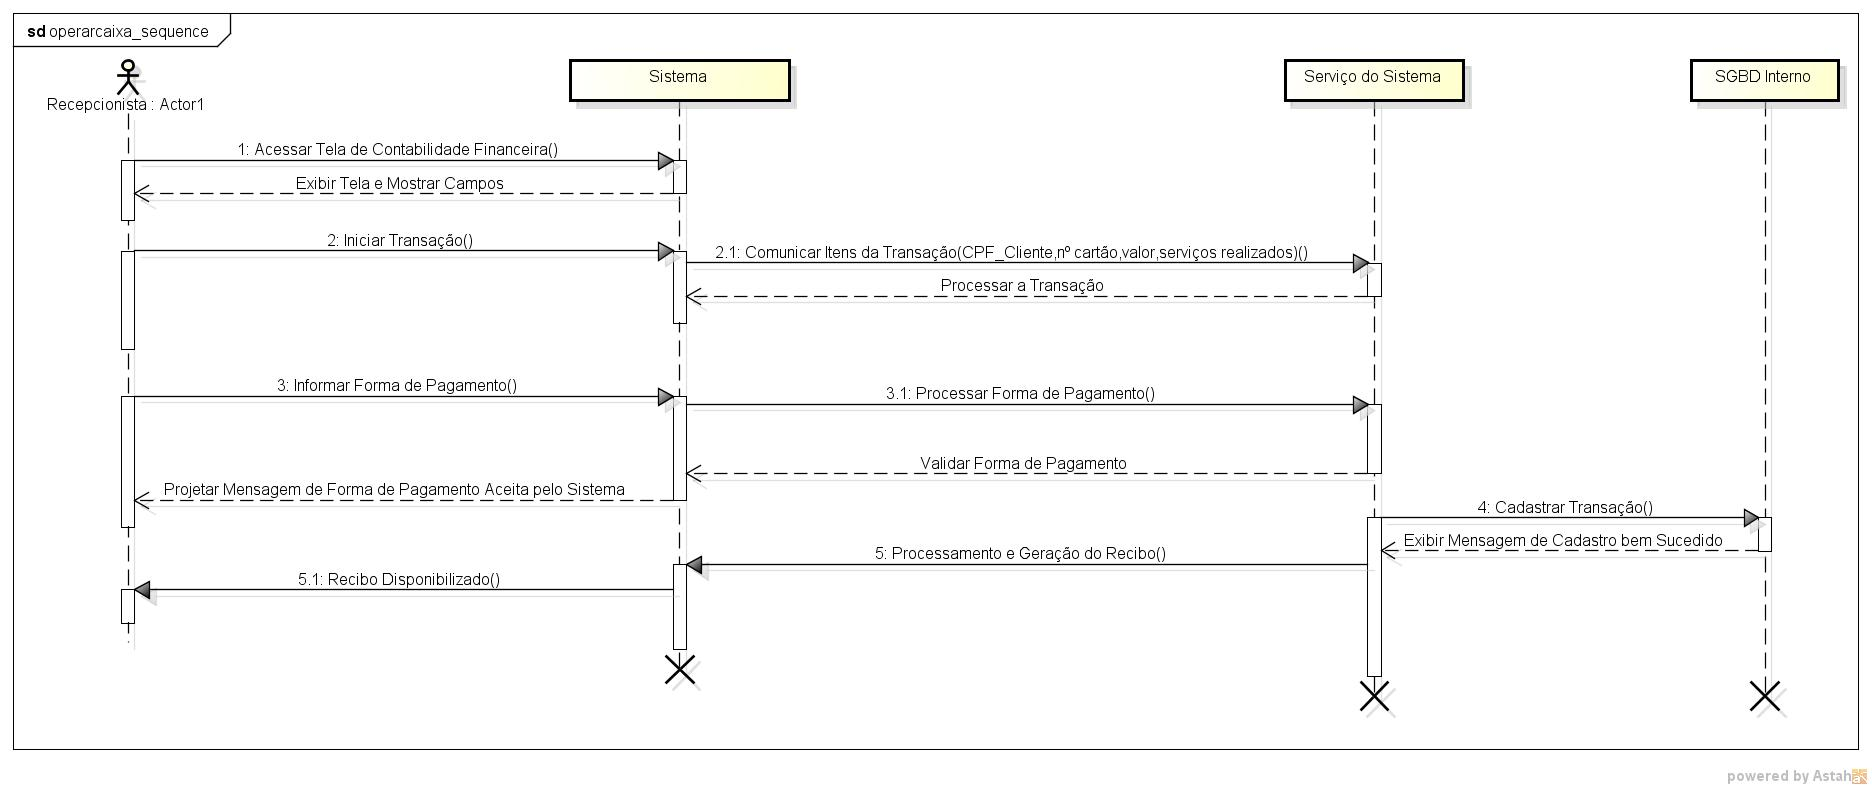 sd operarcaixa_sequence
Sistema
Serviço do Sistema
SGBD Interno
Recepcionista : Actor1
1: Acessar Tela de Contabilidade Financeira()
Exibir Tela e Mostrar Campos
2: Iniciar Transação()
2.1: Comunicar Itens da Transação(CPF_Cliente,nº cartão,valor,serviços realizados)()
Processar a Transação
3: Informar Forma de Pagamento()
3.1: Processar Forma de Pagamento()
Validar Forma de Pagamento
Projetar Mensagem de Forma de Pagamento Aceita pelo Sistema
4: Cadastrar Transação()
Exibir Mensagem de Cadastro bem Sucedido
5: Processamento e Geração do Recibo()
5.1: Recibo Disponibilizado()
powered by Astah